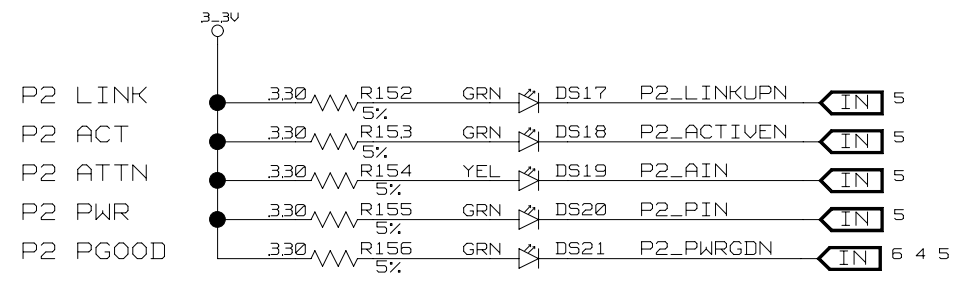 3_3V
P2 LINK 330 R152 5% GRN DS17 P2_LINKUPN IN 5
P2 ACT 330 R153 5% GRN DS18 P2_ACTIVEN IN 5
P2 ATTN 330 R154 5% YEL DS19 P2_AIN IN 5
P2 PWR 330 R155 5% GRN DS20 P2_PIN IN 5
P2 PGOOD 330 R156 5% GRN DS21 P2_PWRGDN IN 6 4 5